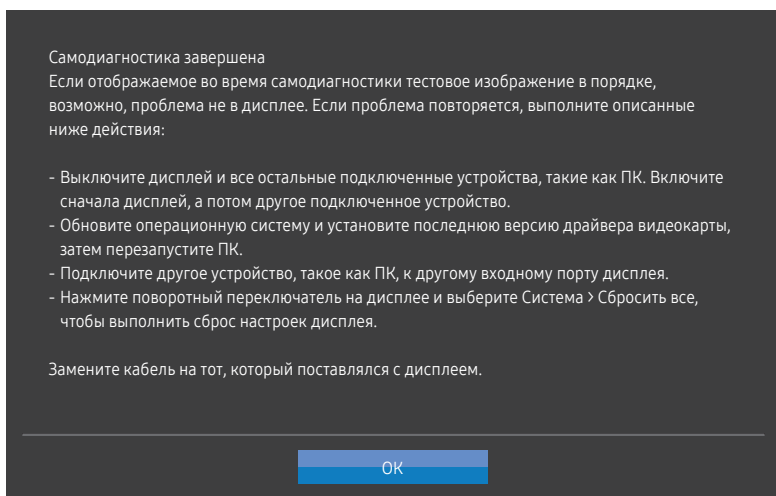 Самодиагностика завершена
Если отображаемое во время самодиагностики тестовое изображение в порядке,
возможно, проблема не в дисплее. Если проблема повторяется, выполните описанные
ниже действия:
- Выключите дисплей и все остальные подключенные устройства, такие как ПК. Включите
сначала дисплей, а потом другое подключенное устройство.
- Обновите операционную систему и установите последнюю версию драйвера видеокарты,
затем перезапустите ПК.
- Подключите другое устройство, такое как ПК, к другому входному порту дисплея.
- Нажмите поворотный переключатель на дисплее и выберите Система > Сбросить все,
чтобы выполнить сброс настроек дисплея.
Замените кабель на тот, который поставлялся с дисплеем.
ОК